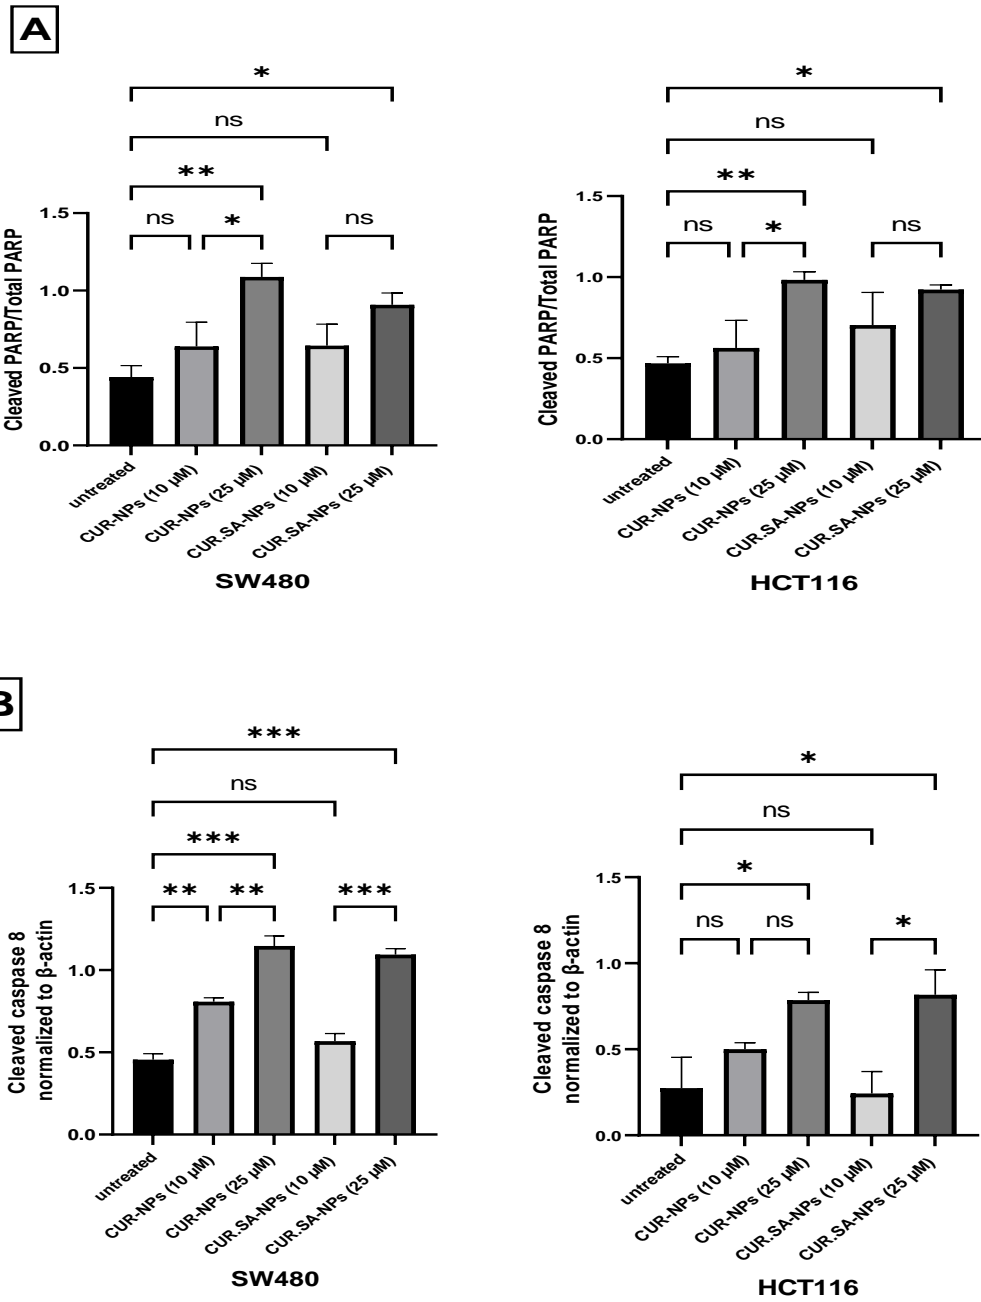 A
*
ns
**
ns
*
ns
1.5
1.0
0.5
0.0
Cleaved PARP/Total PARP
untreated
CUR-NPs (10 μM)
CUR-NPs (25 μM)
CUR.SA-NPs (10 μM)
CUR.SA-NPs (25 μM)
SW480
*
ns
**
ns
*
ns
1.5
1.0
0.5
0.0
Cleaved PARP/Total PARP
untreated
CUR-NPs (10 μM)
CUR-NPs (25 μM)
CUR.SA-NPs (10 μM)
CUR.SA-NPs (25 μM)
HCT116
B
***
ns
***
**
**
***
1.5
1.0
0.5
0.0
Cleaved caspase 8
normalized to β-actin
untreated
CUR-NPs (10 μM)
CUR-NPs (25 μM)
CUR.SA-NPs (10 μM)
CUR.SA-NPs (25 μM)
SW480
*
ns
*
ns
ns
*
1.5
1.0
0.5
0.0
Cleaved caspase 8
normalized to β-actin
untreated
CUR-NPs (10 μM)
CUR-NPs (25 μM)
CUR.SA-NPs (10 μM)
CUR.SA-NPs (25 μM)
HCT116